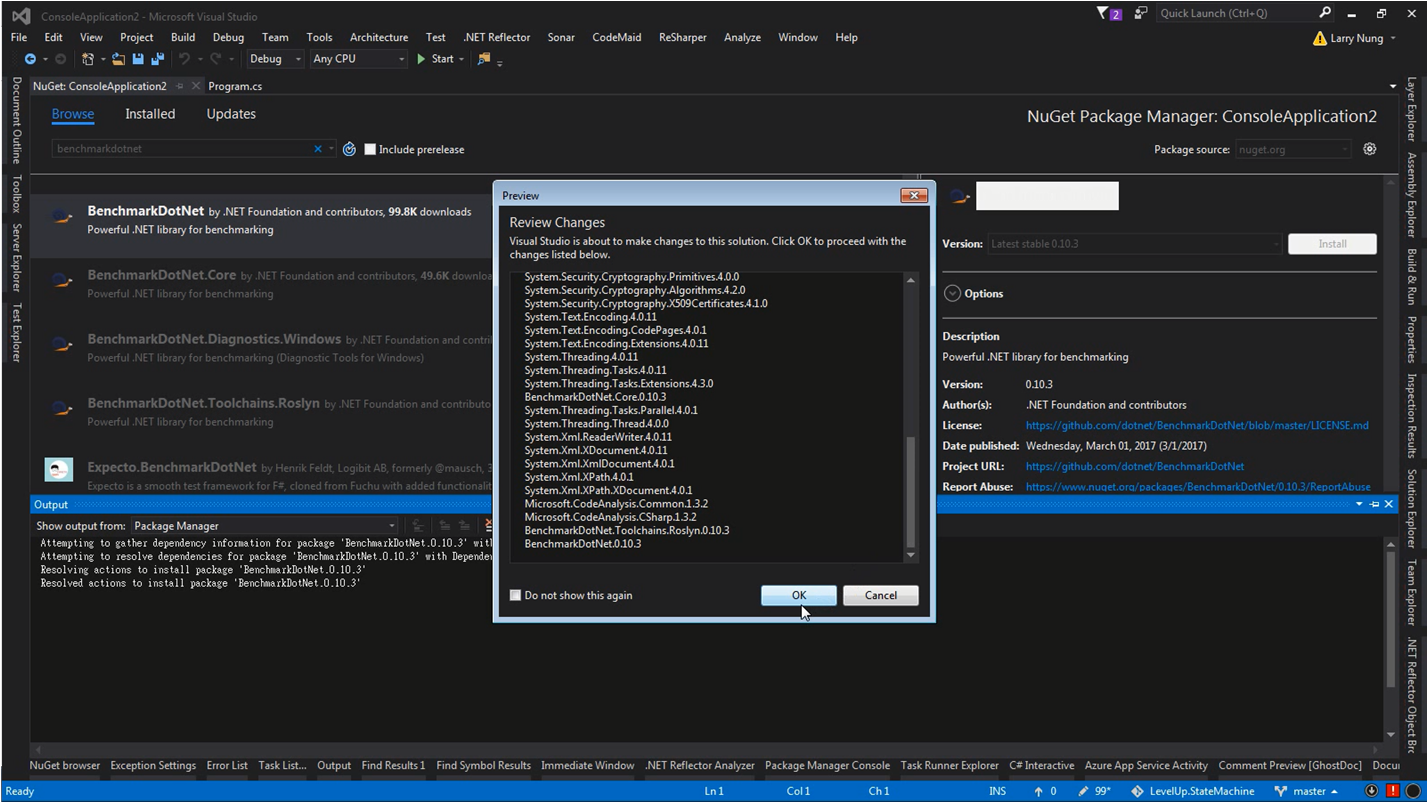 ConsoleApplication2 - Microsoft Visual Studio
2
Quick Launch (Ctrl+Q)
File Edit View Project Build Debug Team Tools Architecture Test .NET Reflector Sonar CodeMaid ReSharper Analyze Window Help
Larry Nung
Debug Any CPU Start
NuGet: ConsoleApplication2 Program.cs
Browse Installed Updates
NuGet Package Manager: ConsoleApplication2
benchmarkdotnet
Include prerelease
Package source: nuget.org
Document Outline
Toolbox
Server Explorer
Test Explorer
BenchmarkDotNet by .NET Foundation and contributors, 99.8K downloads
Powerful .NET library for benchmarking
BenchmarkDotNet.Core by .NET Foundation and contributors, 49.6K dow
Powerful .NET library for benchmarking
BenchmarkDotNet.Diagnostics.Windows by .NET Foundation and cont
Powerful .NET library for benchmarking (Diagnostic Tools for Windows)
BenchmarkDotNet.Toolchains.Roslyn by .NET Foundation and contributo
Powerful .NET library for benchmarking
Expecto.BenchmarkDotNet by Henrik Feldt, Logibit AB, formerly @mausch, 3
Expecto is a smooth test framework for F#, cloned from Fuchu with added functionalit
Preview
Review Changes
Visual Studio is about to make changes to this solution. Click OK to proceed with the
changes listed below.
System.Security.Cryptography.Primitives.4.0.0
System.Security.Cryptography.Algorithms.4.2.0
System.Security.Cryptography.X509Certificates.4.1.0
System.Text.Encoding.4.0.11
System.Text.Encoding.CodePages.4.0.1
System.Text.Encoding.Extensions.4.0.11
System.Threading.4.0.11
System.Threading.Tasks.4.0.11
System.Threading.Tasks.Extensions.4.3.0
BenchmarkDotNet.Core.0.10.3
System.Threading.Tasks.Parallel.4.0.1
System.Threading.Thread.4.0.0
System.Xml.ReaderWriter.4.0.11
System.Xml.XDocument.4.0.11
System.Xml.XmlDocument.4.0.1
System.Xml.XPath.4.0.1
System.Xml.XPath.XDocument.4.0.1
Microsoft.CodeAnalysis.Common.1.3.2
Microsoft.CodeAnalysis.CSharp.1.3.2
BenchmarkDotNet.Toolchains.Roslyn.0.10.3
BenchmarkDotNet.0.10.3
Do not show this again
OK
Cancel
Version: Latest stable 0.10.3
Install
Options
Description
Powerful .NET library for benchmarking
Version: 0.10.3
Author(s): .NET Foundation and contributors
License: https://github.com/dotnet/BenchmarkDotNet/blob/master/LICENSE.md
Date published: Wednesday, March 01, 2017 (3/1/2017)
Project URL: https://github.com/dotnet/BenchmarkDotNet
Report Abuse: https://www.nuget.org/packages/BenchmarkDotNet/0.10.3/ReportAbuse
Layer Explorer
Assembly Explorer
Build & Run
Properties
Inspection Results
Solution Explorer
Team Explorer
.NET Reflector Object Br
Output
Show output from: Package Manager
Attempting to gather dependency information for package 'BenchmarkDotNet.0.10.3' with
Attempting to resolve dependencies for package 'BenchmarkDotNet.0.10.3' with Depende
Resolving actions to install package 'BenchmarkDotNet.0.10.3'
Resolved actions to install package 'BenchmarkDotNet.0.10.3'
NuGet browser Exception Settings Error List Task List... Output Find Results 1 Find Symbol Results Immediate Window .NET Reflector Analyzer Package Manager Console Task Runner Explorer C# Interactive Azure App Service Activity Comment Preview [GhostDoc] Docu
Ready Ln 1 Col 1 Ch 1 INS 0 99* LevelUp.StateMachine master